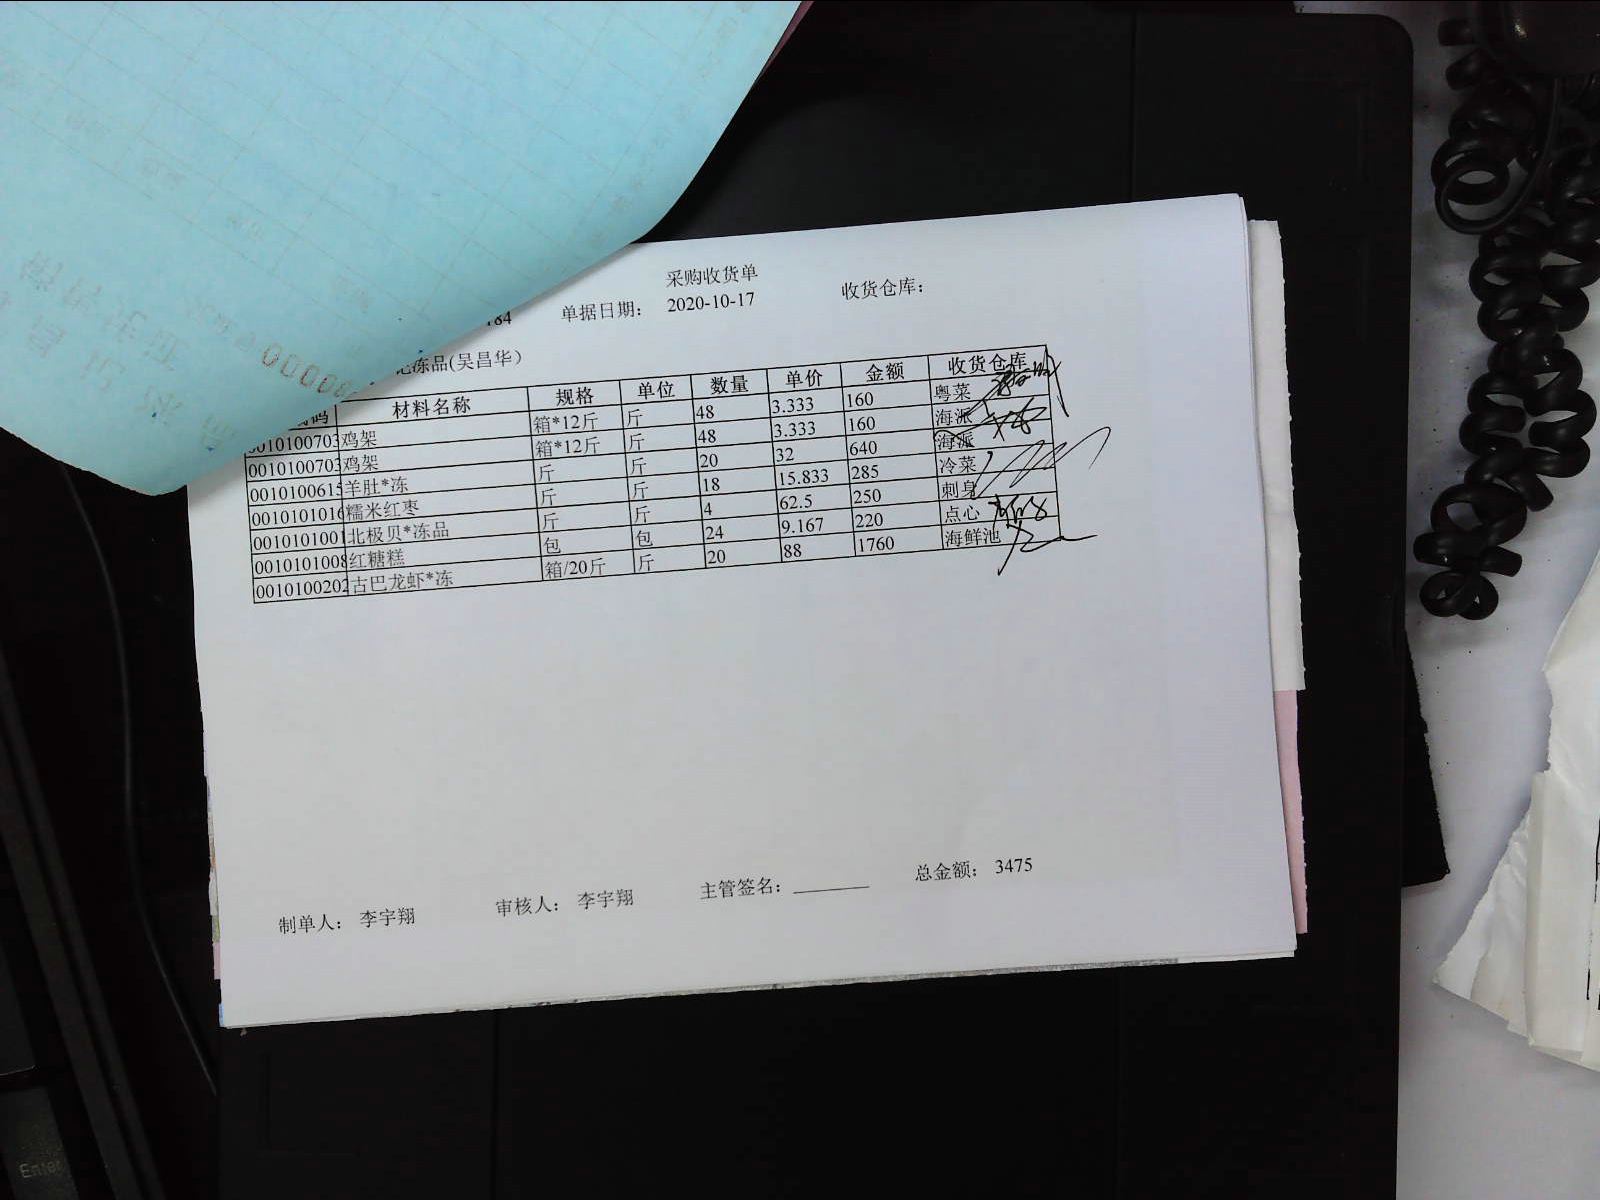 采购收货单
184 单据日期： 2020-10-17 收货仓库：
冻品(吴昌华)
码 材料名称 规格 单位 数量 单价 金额 收货仓库
0010100703 鸡架 箱*12斤 斤 48 3.333 160 粤菜
0010100703 鸡架 箱*12斤 斤 48 3.333 160 海派
0010100615 羊肚*冻 斤 斤 20 32 640 海派
0010101016 糯米红枣 斤 斤 18 15.833 285 冷菜
0010101001 北极贝*冻品 斤 斤 4 62.5 250 刺身
0010101008 红糖糕 包 包 24 9.167 220 点心
0010100202 古巴龙虾*冻 箱/20斤 斤 20 88 1760 海鲜池
制单人： 李宇翔 审核人： 李宇翔 主管签名：________ 总金额： 3475
Enter